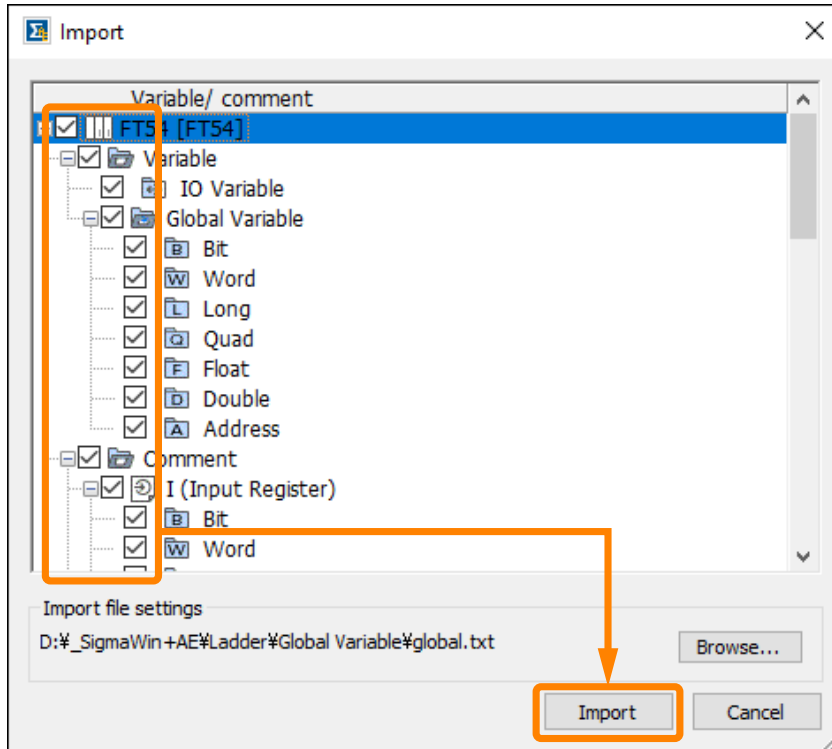 Import
Variable/ comment
FT54 [FT54]
Variable
IO Variable
Global Variable
B Bit
W Word
L Long
Q Quad
F Float
D Double
A Address
Comment
I (Input Register)
B Bit
W Word
Import file settings
D:¥_SigmaWin+AE¥Ladder¥Global Variable¥global.txt
Browse...
Import
Cancel